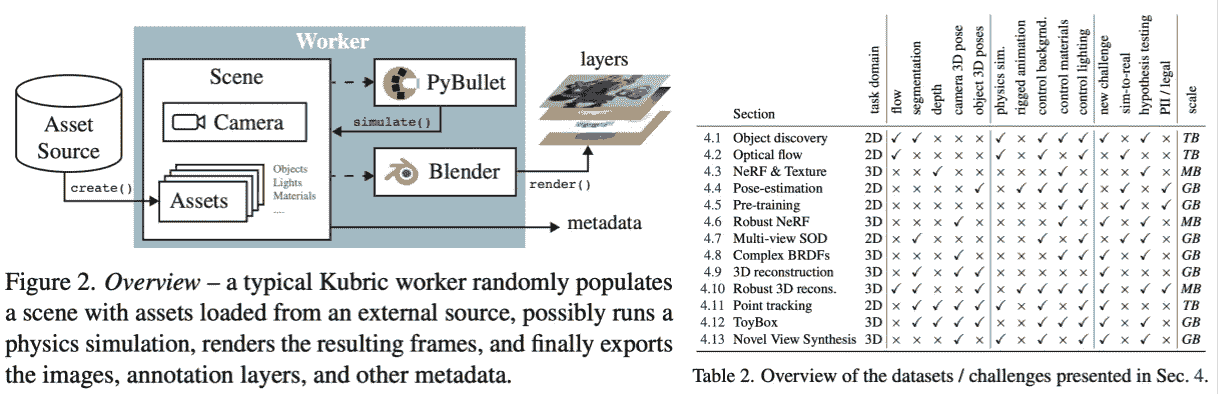 Worker
Scene
Camera
Asset
Source
create()
Assets
Objects
Lights
Materials
....
PyBullet
simulate()
Blender
render()
layers
metadata
Figure 2. Overview – a typical Kubric worker randomly populates
a scene with assets loaded from an external source, possibly runs a
physics simulation, renders the resulting frames, and finally exports
the images, annotation layers, and other metadata.
Section
task domain
flow
segmentation
depth
camera 3D pose
object 3D poses
physics sim.
rigged animation
control backgrnd.
control materials
control lighting
new challenge
sim-to-real
hypothesis testing
PII / legal
scale
4.1 Object discovery 2D TB
4.2 Optical flow 2D TB
4.3 NeRF & Texture 3D MB
4.4 Pose-estimation 2D GB
4.5 Pre-training 2D GB
4.6 Robust NeRF 3D MB
4.7 Multi-view SOD 2D GB
4.8 Complex BRDFs 3D GB
4.9 3D reconstruction 3D GB
4.10 Robust 3D recons. 3D MB
4.11 Point tracking 2D TB
4.12 ToyBox 3D GB
4.13 Novel View Synthesis 3D GB
Table 2. Overview of the datasets / challenges presented in Sec. 4.